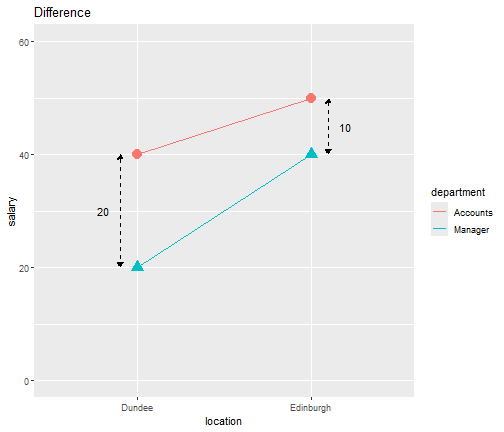 Difference
60
40
20
0
20
10
salary
Dundee
Edinburgh
location
department
Accounts
Manager